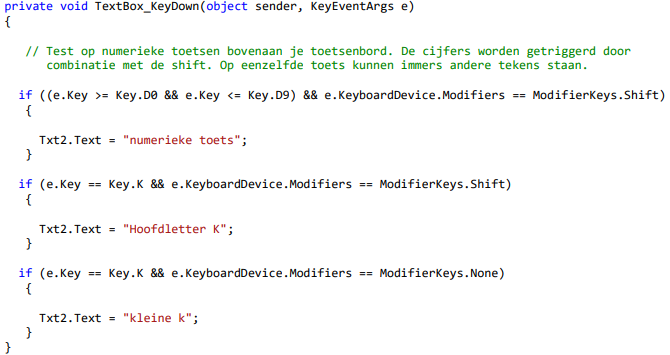 private void TextBox_KeyDown(object sender, KeyEventArgs e)
{
// Test op numerieke toetsen bovenaan je toetsenbord. De cijfers worden getriggerd door
combinatie met de shift. Op eenzelfde toets kunnen immers andere tekens staan.
if ((e.Key >= Key.D0 && e.Key <= Key.D9) && e.KeyboardDevice.Modifiers == ModifierKeys.Shift)
{
Txt2.Text = "numerieke toets";
}
if (e.Key == Key.K && e.KeyboardDevice.Modifiers == ModifierKeys.Shift)
{
Txt2.Text = "Hoofdletter K";
}
if (e.Key == Key.K && e.KeyboardDevice.Modifiers == ModifierKeys.None)
{
Txt2.Text = "kleine k";
}
}